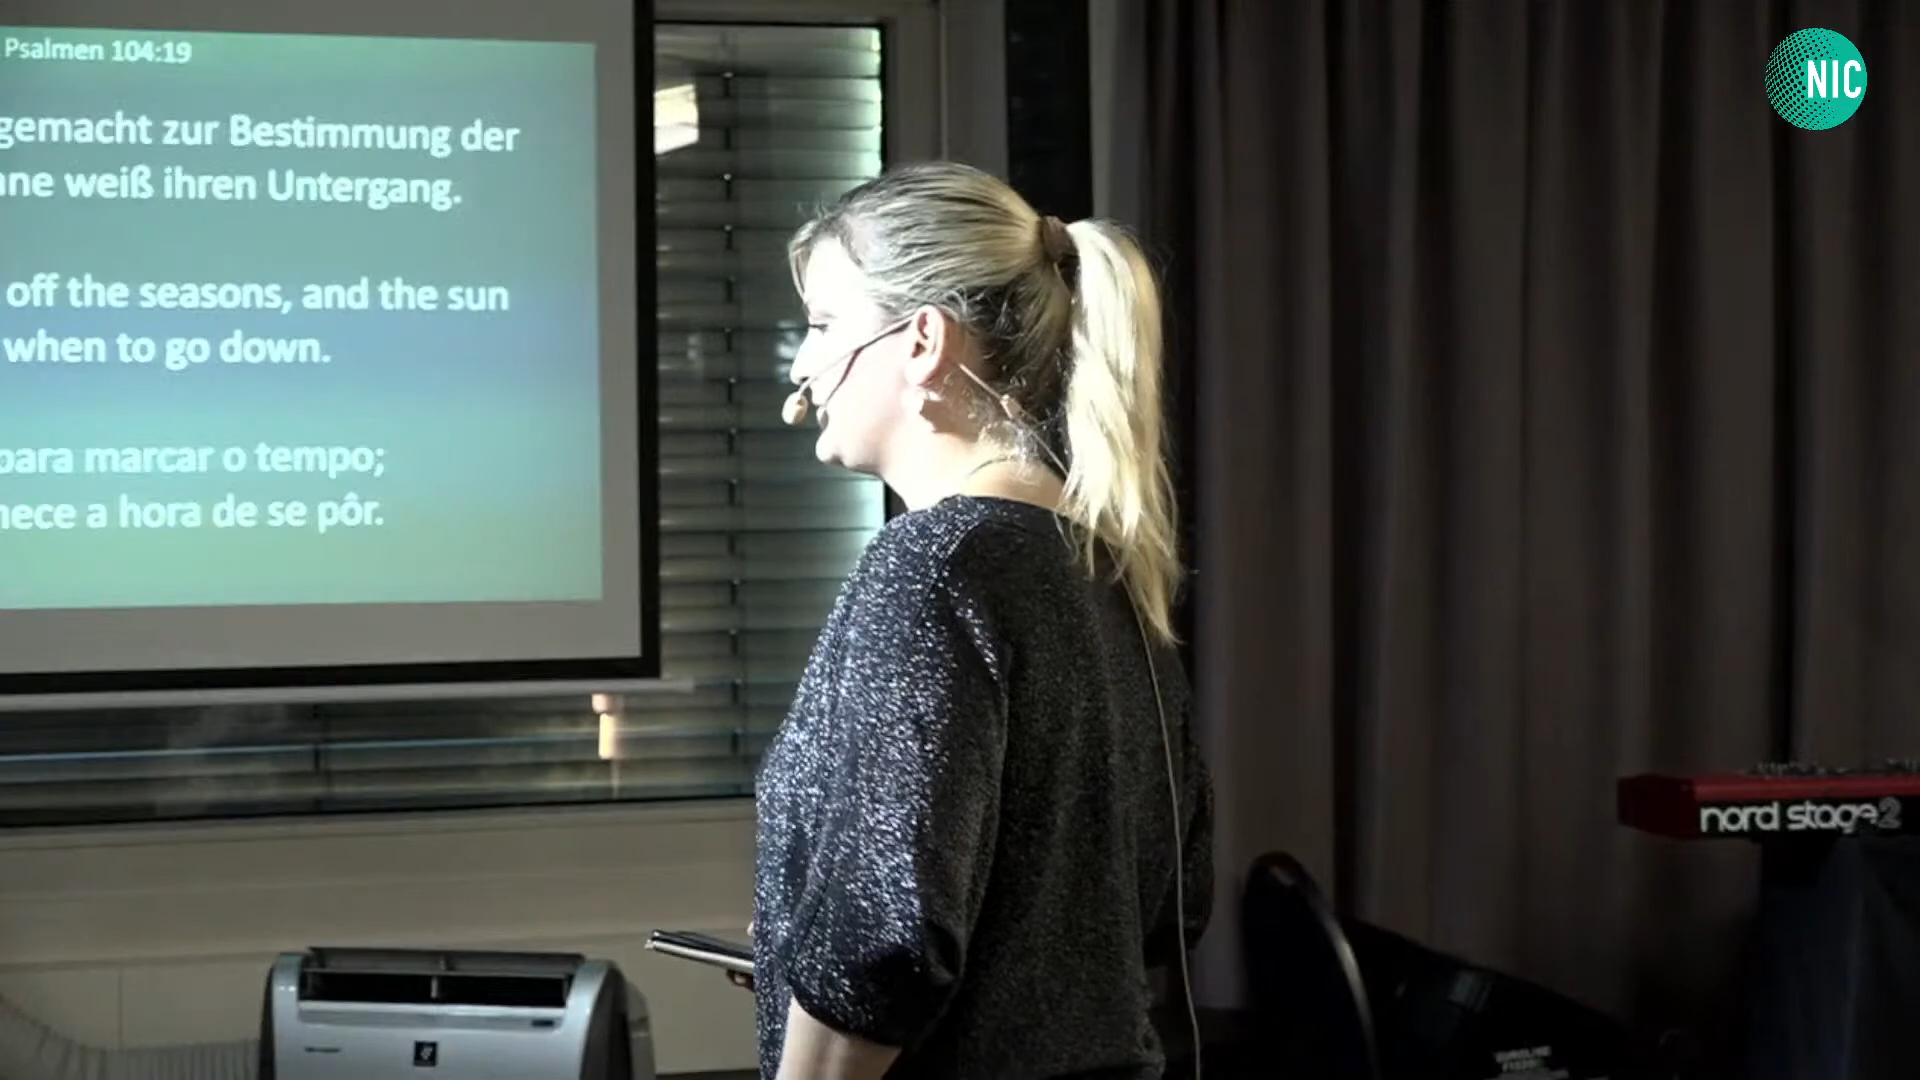 Psalmen 104:19
gemacht zur Bestimmung der
nne weiß ihren Untergang.
off the seasons, and the sun
when to go down.
para marcar o tempo;
nece a hora de se pôr.
NIC
nord stage2